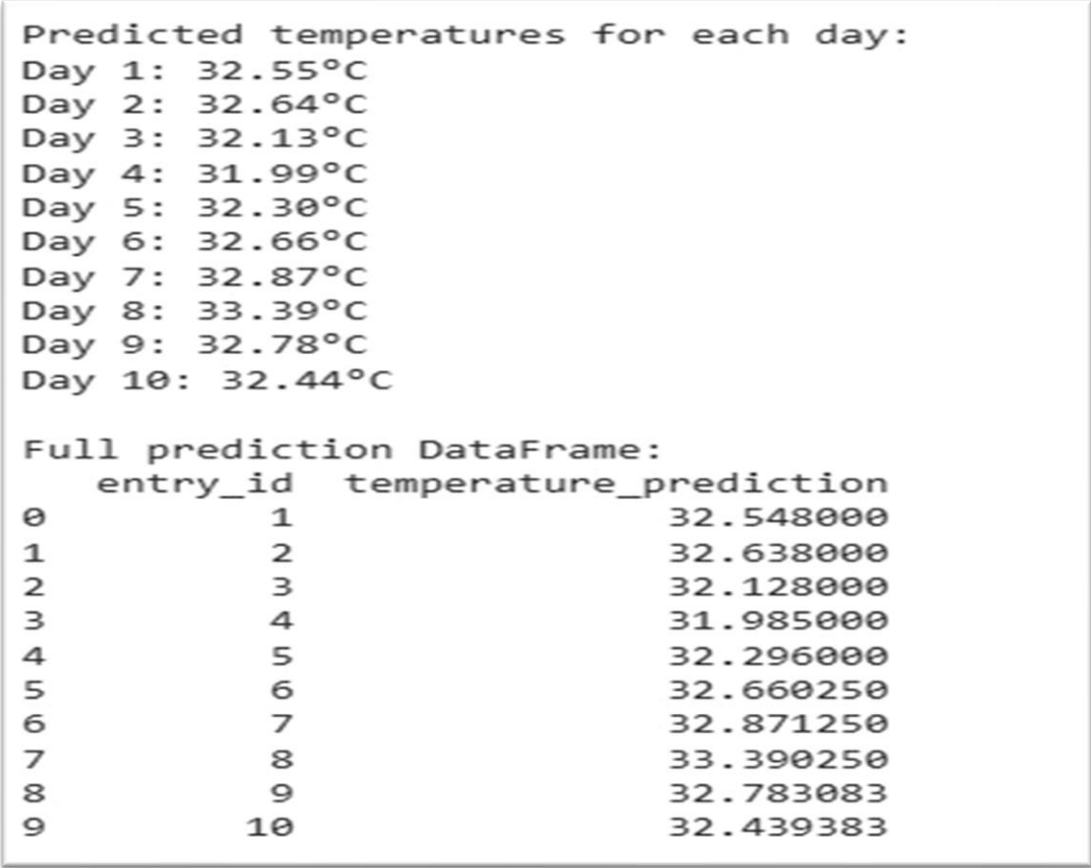 Predicted temperatures for each day:
Day 1: 32.55°C
Day 2: 32.64°C
Day 3: 32.13°C
Day 4: 31.99°C
Day 5: 32.30°C
Day 6: 32.66°C
Day 7: 32.87°C
Day 8: 33.39°C
Day 9: 32.78°C
Day 10: 32.44°C
Full prediction DataFrame:
entry_id temperature_prediction
0 1 32.548000
1 2 32.638000
2 3 32.128000
3 4 31.985000
4 5 32.296000
5 6 32.660250
6 7 32.871250
7 8 33.390250
8 9 32.783083
9 10 32.439383